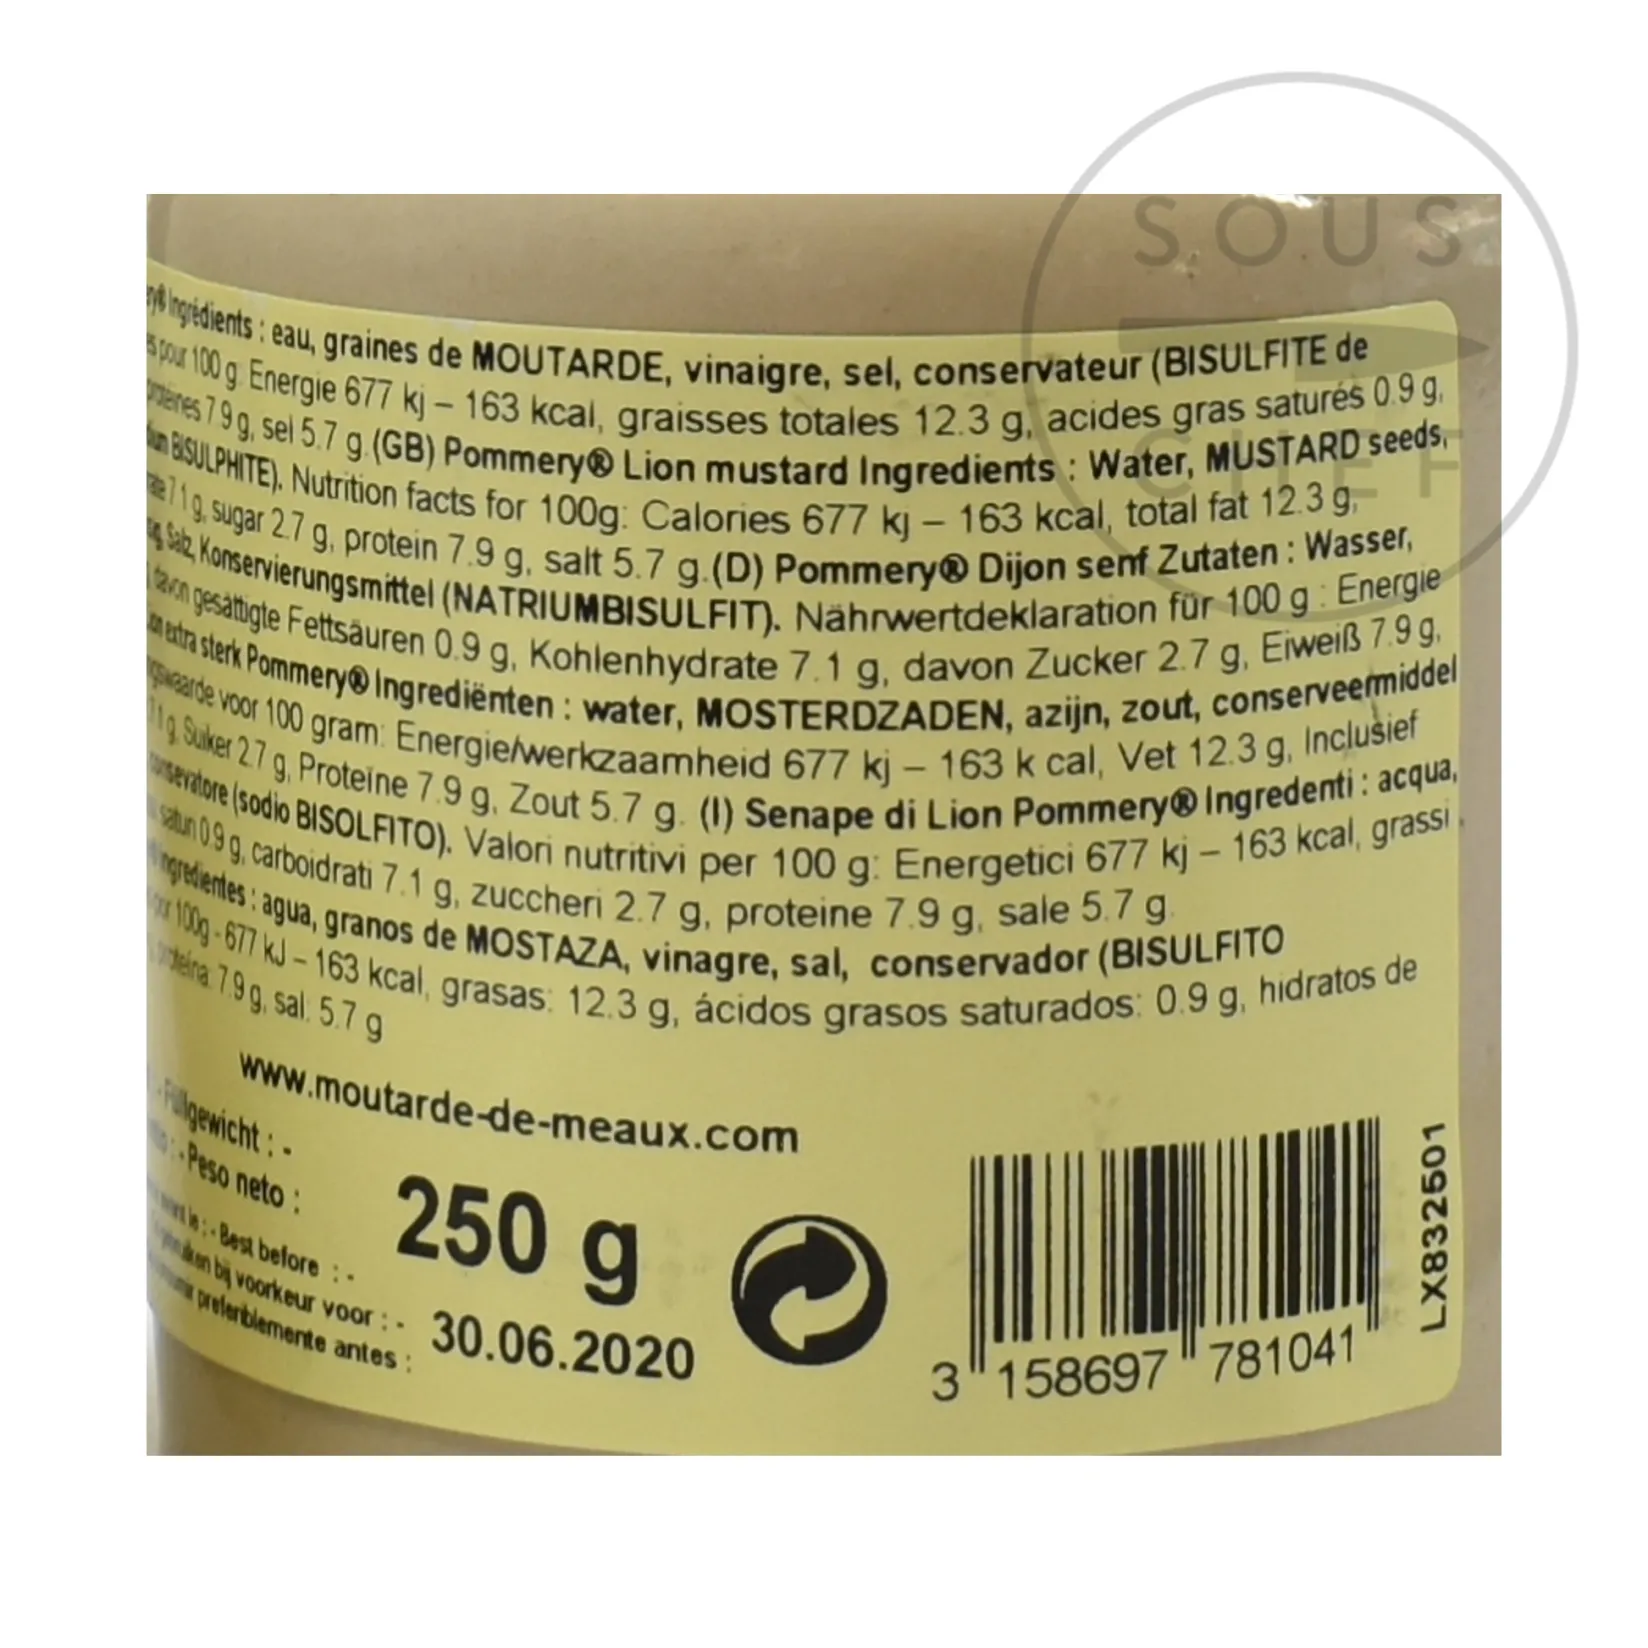 SOUS
CHEF
Ingrédients : eau, graines de MOUTARDE, vinaigre, sel, conservateur (BISULFITE de
pour 100 g Energie 677 kj – 163 kcal, graisses totales 12.3 g, acides gras saturés 0.9 g,
7.9 g, sel 5.7 g.(GB) Pommery® Lion mustard Ingredients : Water, MUSTARD seeds,
BISULPHITE). Nutrition facts for 100g: Calories 677 kj – 163 kcal, total fat 12.3 g,
7.1 g, sugar 2.7 g, protein 7.9 g, salt 5.7 g.(D) Pommery® Dijon senf Zutaten : Wasser,
Salz, Konservierungsmittel (NATRIUMBISULFIT). Nährwertdeklaration für 100 g : Energie
davon gesättigte Fettsäuren 0.9 g, Kohlenhydrate 7.1 g, davon Zucker 2.7 g, Eiweiß 7.9 g,
extra sterk Pommery® Ingrediënten : water, MOSTERDZADEN, azijn, zout, conserveermiddel
voor 100 gram: Energie/werkzaamheid 677 kj – 163 k cal, Vet 12.3 g, Inclusief
g, Suiker 2.7 g, Proteïne 7.9 g, Zout 5.7 g. (I) Senape di Lion Pommery® Ingredenti : acqua,
(sodio BISOLFITO). Valori nutritivi per 100 g: Energetici 677 kj – 163 kcal, grassi
0.9 g, carboidrati 7.1 g, zuccheri 2.7 g, proteine 7.9 g, sale 5.7 g.
Ingredientes : agua, granos de MOSTAZA, vinagre, sal, conservador (BISULFITO
por 100g - 677 kJ – 163 kcal, grasas: 12.3 g, ácidos grasos saturados: 0.9 g, hidratos de
proteína: 7.9 g, sal: 5.7 g
www.moutarde-de-meaux.com
Füllgewicht : -
- Peso neto :
250 g
- Best before : -
bij voorkeur voor : -
preferiblemente antes :
30.06.2020
3 158697 781041
LX832501